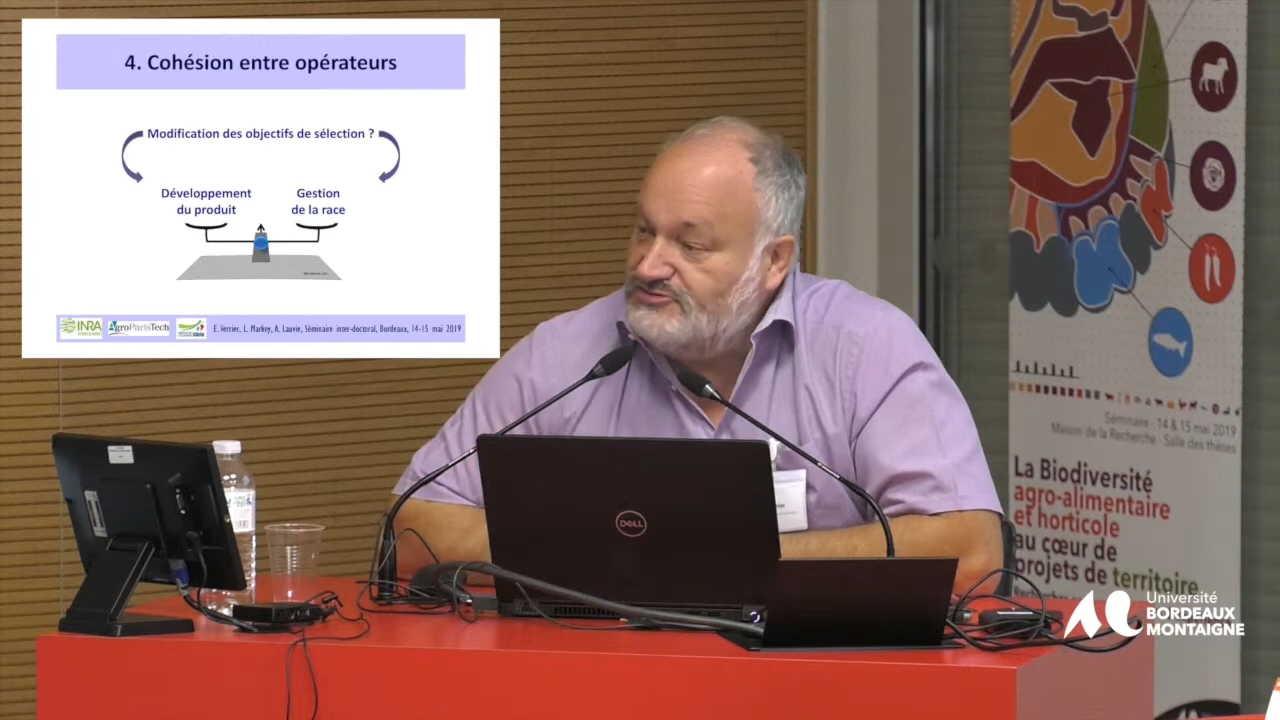 4. Cohésion entre opérateurs
Modification des objectifs de sélection ?
Développement
du produit
Gestion
de la race
INRA
AgroParisTech
E. Verrier, L. Markey, A. Lauvie, Séminaire inter-doctoral, Bordeaux, 14-15 mai 2019
DELL
Séminaire - 14 & 15 mai 2019
Maison de la Recherche - Salle des thèses
La Biodiversité
agro-alimentaire
et horticole
au cœur de
projets de territoire
Université
BORDEAUX
MONTAIGNE